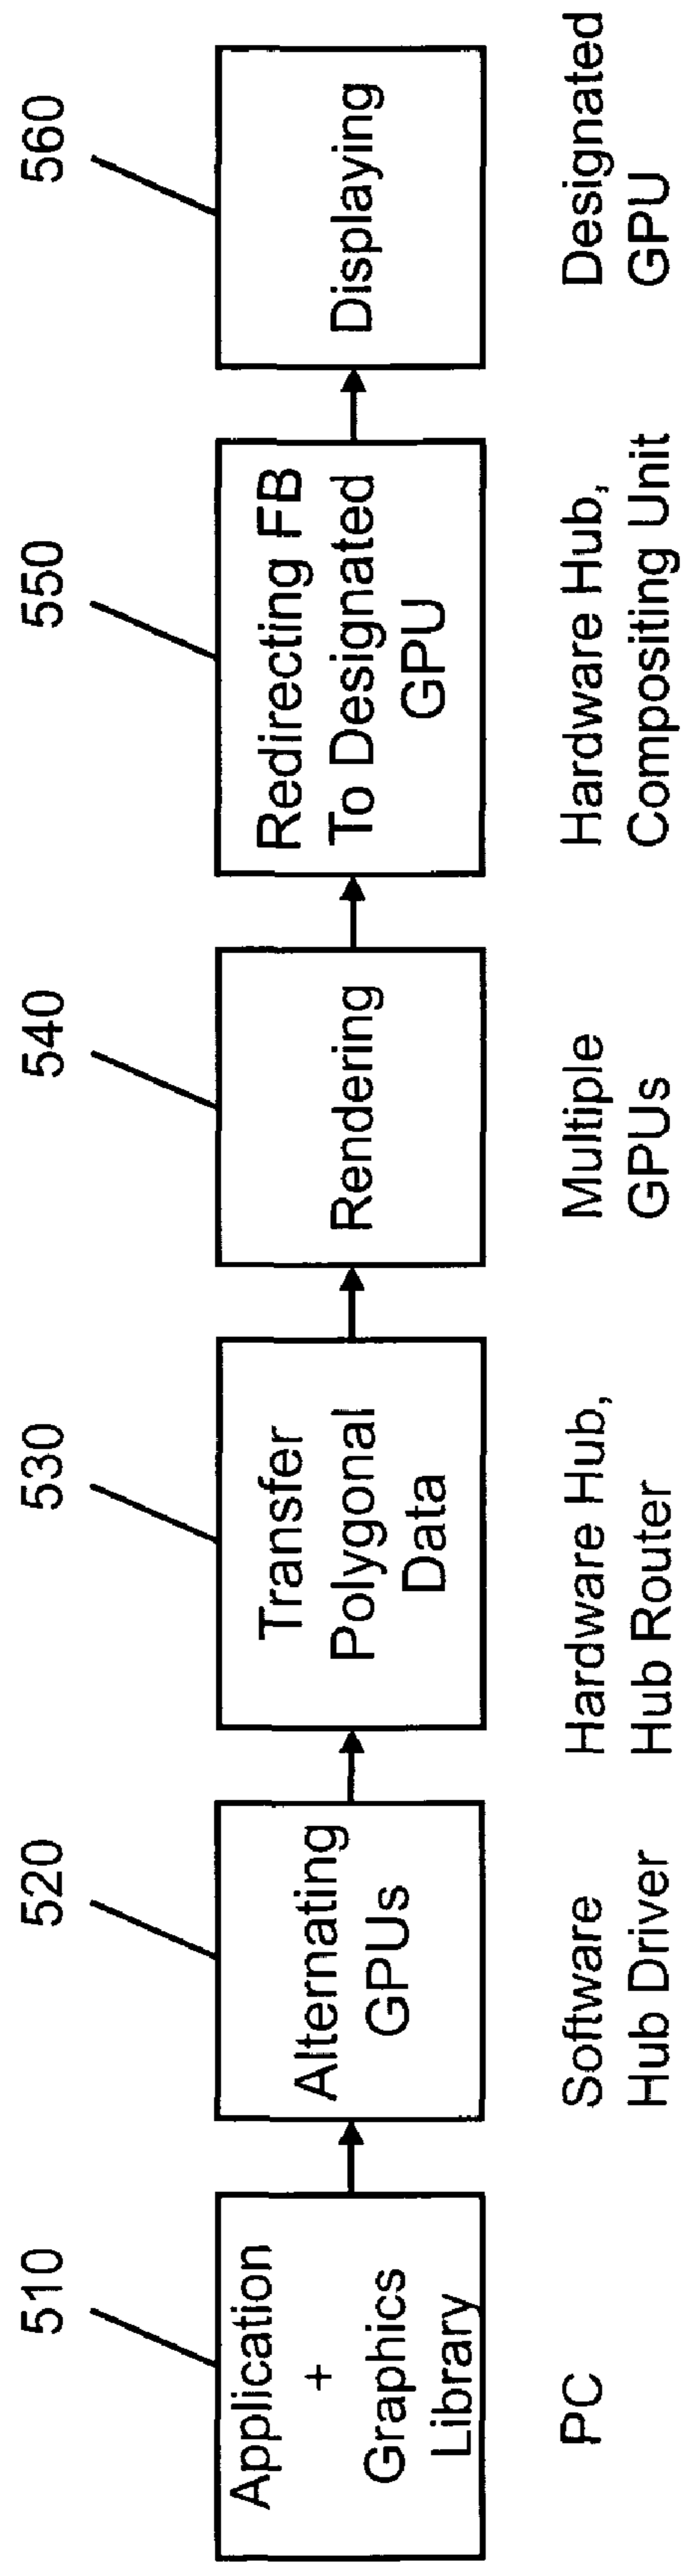 510
Application
+
Graphics
Library
PC
520
Alternating
GPUs
Software
Hub Driver
530
Transfer
Polygonal
Data
Hardware Hub,
Hub Router
540
Rendering
Multiple
GPUs
550
Redirecting FB
To Designated
GPU
Hardware Hub,
Compositing Unit
560
Displaying
Designated
GPU